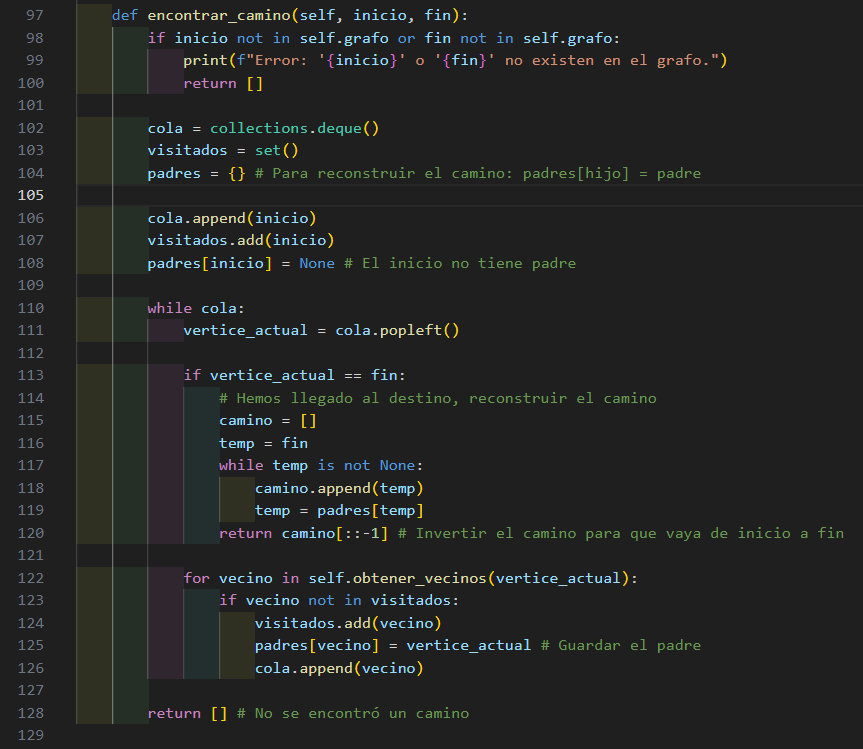 97 def encontrar_camino(self, inicio, fin):
98 if inicio not in self.grafo or fin not in self.grafo:
99 print(f"Error: '{inicio}' o '{fin}' no existen en el grafo.")
100 return []
101
102 cola = collections.deque()
103 visitados = set()
104 padres = {} # Para reconstruir el camino: padres[hijo] = padre
105
106 cola.append(inicio)
107 visitados.add(inicio)
108 padres[inicio] = None # El inicio no tiene padre
109
110 while cola:
111 vertice_actual = cola.popleft()
112
113 if vertice_actual == fin:
114 # Hemos llegado al destino, reconstruir el camino
115 camino = []
116 temp = fin
117 while temp is not None:
118 camino.append(temp)
119 temp = padres[temp]
120 return camino[::-1] # Invertir el camino para que vaya de inicio a fin
121
122 for vecino in self.obtener_vecinos(vertice_actual):
123 if vecino not in visitados:
124 visitados.add(vecino)
125 padres[vecino] = vertice_actual # Guardar el padre
126 cola.append(vecino)
127
128 return [] # No se encontró un camino
129